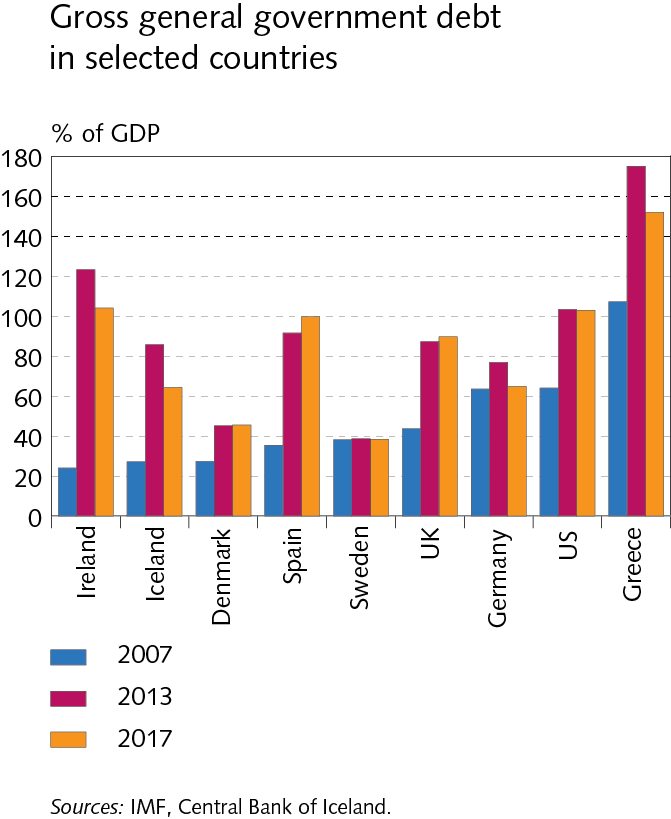 Gross general government debt
in selected countries
% of GDP
180
160
140
120
100
80
60
40
20
0
Ireland
Iceland
Denmark
Spain
Sweden
UK
Germany
US
Greece
2007
2013
2017
Sources: IMF, Central Bank of Iceland.